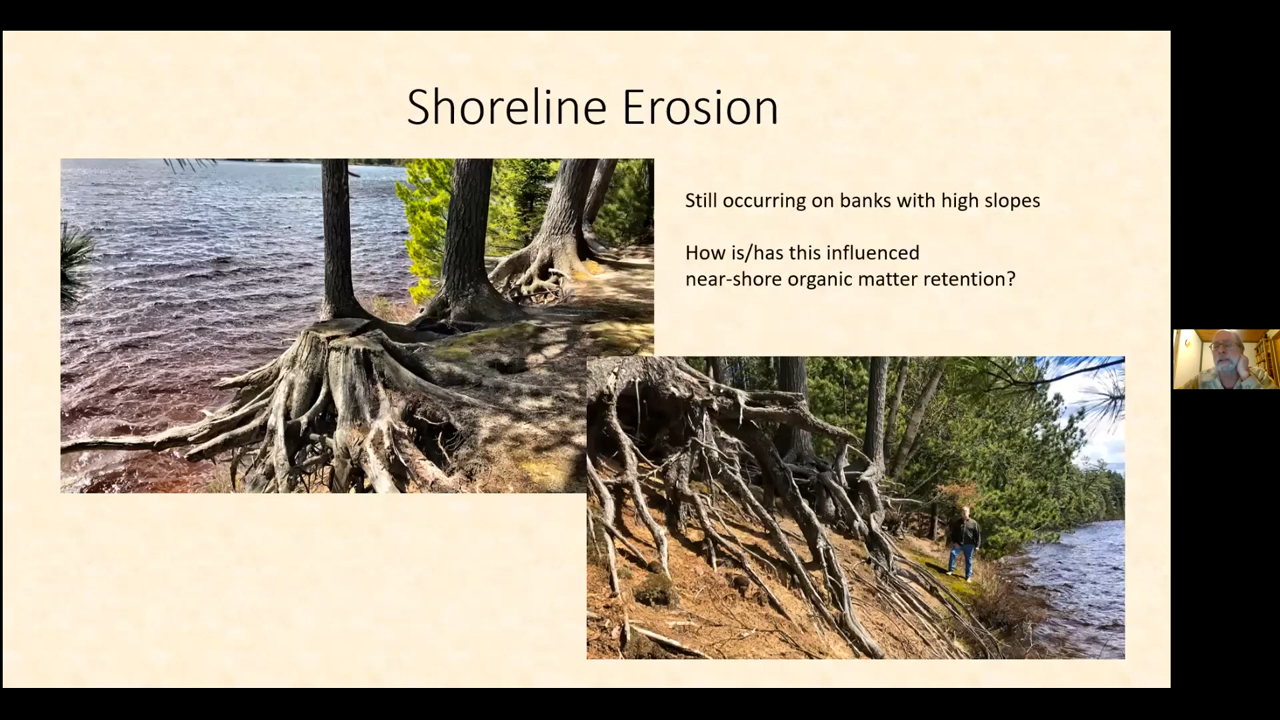 Shoreline Erosion
Still occurring on banks with high slopes
How is/has this influenced
near-shore organic matter retention?